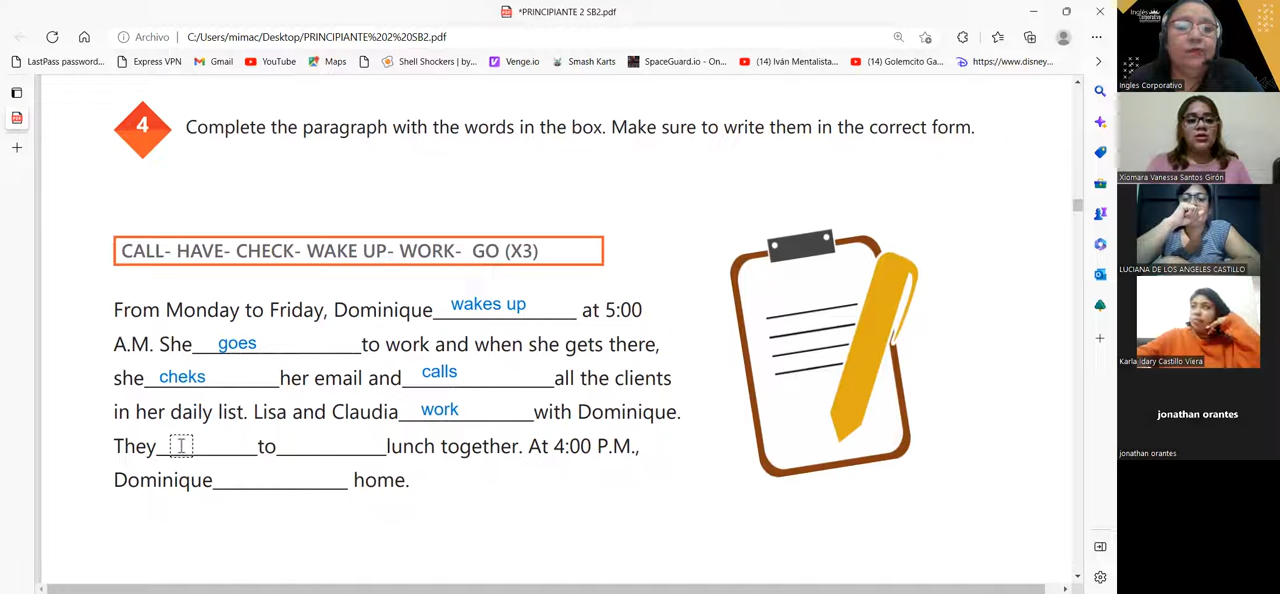 *PRINCIPIANTE 2 SB2.pdf
Archivo | C:/Users/mimac/Desktop/PRINCIPIANTE%202%20SB2.pdf
LastPass password... Express VPN Gmail YouTube Maps Shell Shockers | by... Venge.io Smash Karts SpaceGuard.io - On... (14) Iván Mentalista... (14) Golemcito Ga... https://www.disney...
4 Complete the paragraph with the words in the box. Make sure to write them in the correct form.
CALL- HAVE- CHECK- WAKE UP- WORK- GO (X3)
From Monday to Friday, Dominique wakes up at 5:00
A.M. She goes to work and when she gets there,
she cheks her email and calls all the clients
in her daily list. Lisa and Claudia work with Dominique.
They____to____lunch together. At 4:00 P.M.,
Dominique____ home.
Inglés
Corporativo
Ingles Corporativo
Xiomara Vanessa Santos Girón
LUCIANA DE LOS ANGELES CASTILLO
Karla Idary Castillo Viera
jonathan orantes
jonathan orantes